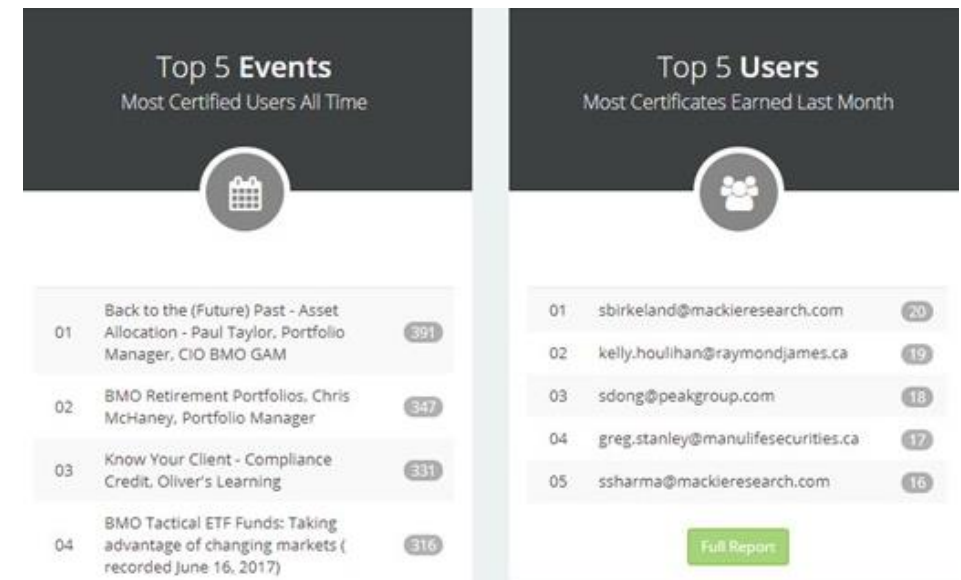 Top 5 Events
Most Certified Users All Time
01
Back to the (Future) Past - Asset
Allocation - Paul Taylor, Portfolio
Manager, CIO BMO GAM
391
02
BMO Retirement Portfolios, Chris
McHaney, Portfolio Manager
347
03
Know Your Client - Compliance
Credit, Oliver's Learning
331
04
BMO Tactical ETF Funds: Taking
advantage of changing markets (
recorded June 16, 2017)
316
Top 5 Users
Most Certificates Earned Last Month
01 sbirkeland@mackieresearch.com 20
02 kelly.houlihan@raymondjames.ca 19
03 sdong@peakgroup.com 18
04 greg.stanley@manulifesecurities.ca 17
05 ssharma@mackieresearch.com 16
Full Report